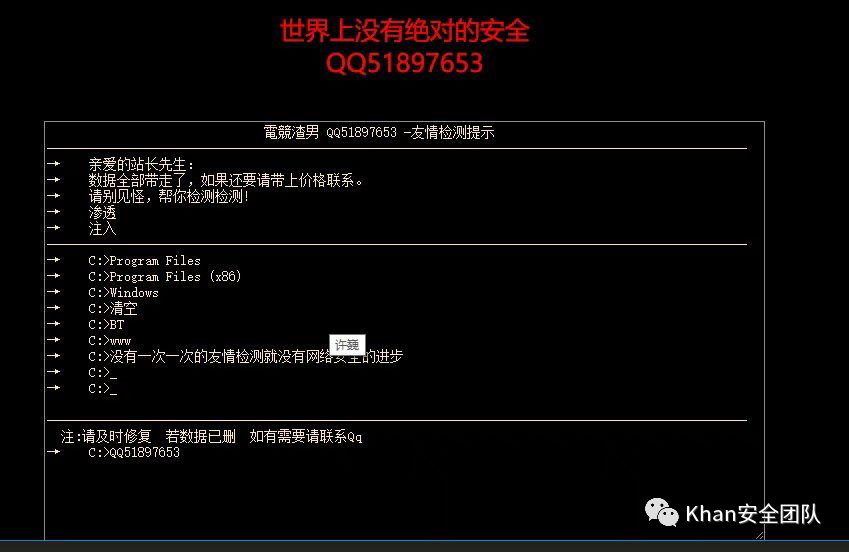 世界上没有绝对的安全
QQ51897653
電競渣男 QQ51897653 -友情检测提示
→ 亲爱的站长先生:
→ 数据全部带走了,如果还要请带上价格联系。
→ 请别见怪,帮你检测检测!
→ 渗透
→ 注入
→ C:>Program Files
→ C:>Program Files (x86)
→ C:>Windows
→ C:>清空
→ C:>BT
→ C:>www
许巍
→ C:>没有一次一次的友情检测就没有网络安全的进步
→ C:>_
→ C:>_
注:请及时修复 若数据已删 如有需要请联系Qq
→ C:>QQ51897653
Khan安全团队